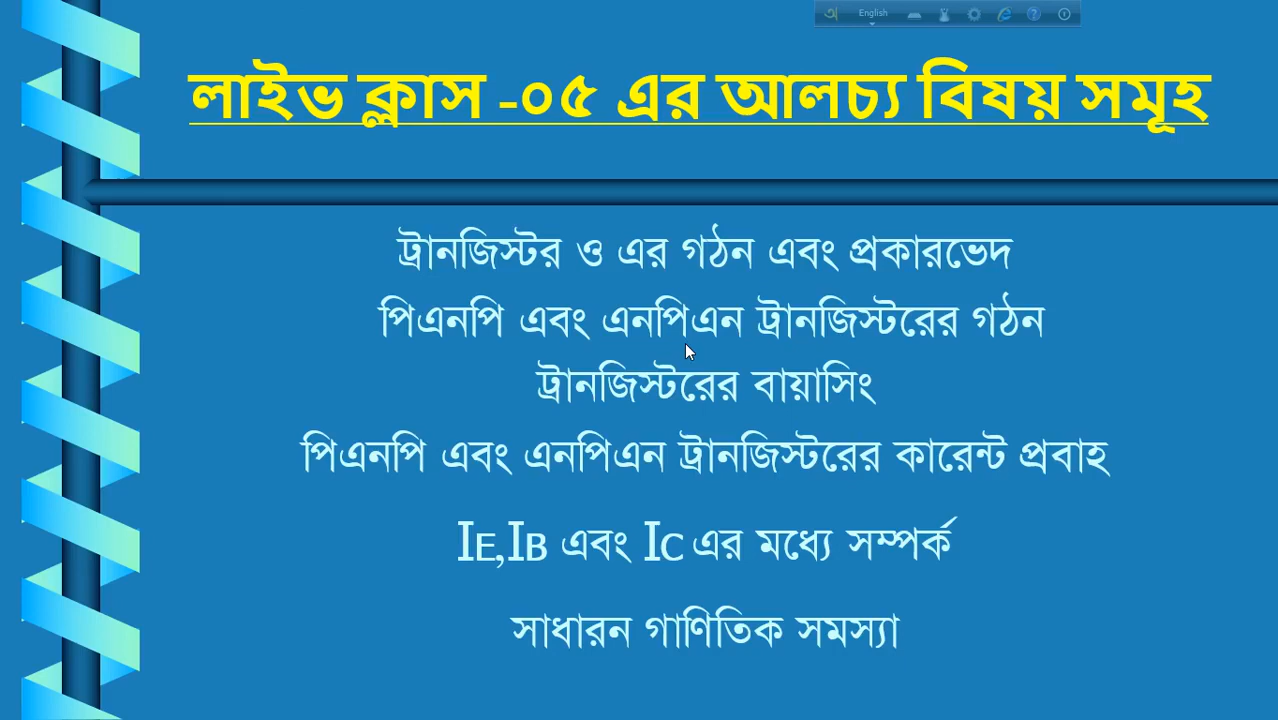 English
লাইভ ক্লাস -০৫ এর আলচ্য বিষয় সমূহ
ট্রানজিস্টর ও এর গঠন এবং প্রকারভেদ
পিএনপি এবং এনপিএন ট্রানজিস্টরের গঠন
ট্রানজিস্টরের বায়াসিং
পিএনপি এবং এনপিএন ট্রানজিস্টরের কারেন্ট প্রবাহ
IE,IB এবং IC এর মধ্যে সম্পর্ক
সাধারন গাণিতিক সমস্যা